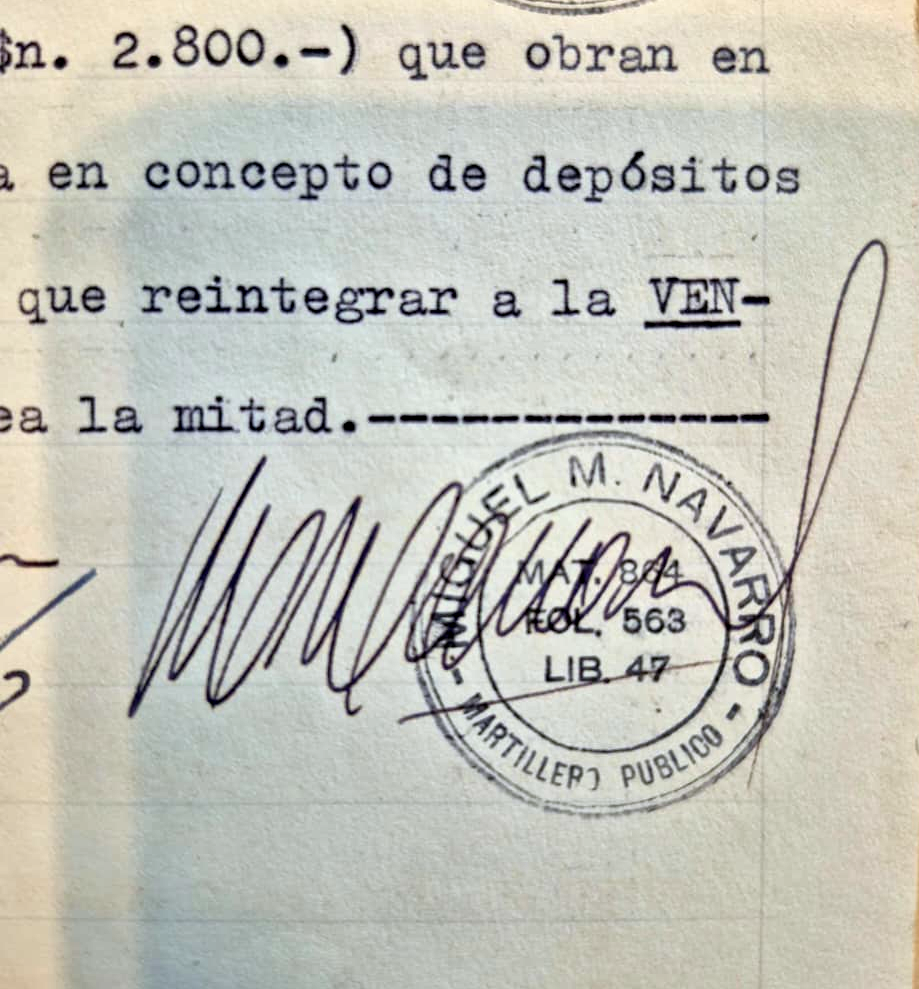 $n. 2.800.-) que obran en
a en concepto de depósitos
que reintegrar a la VEN-
ea la mitad.-------------
MIGUEL M. NAVARRO
MAT. 864
FOL. 563
LIB. 47
- MARTILLERO PUBLICO -